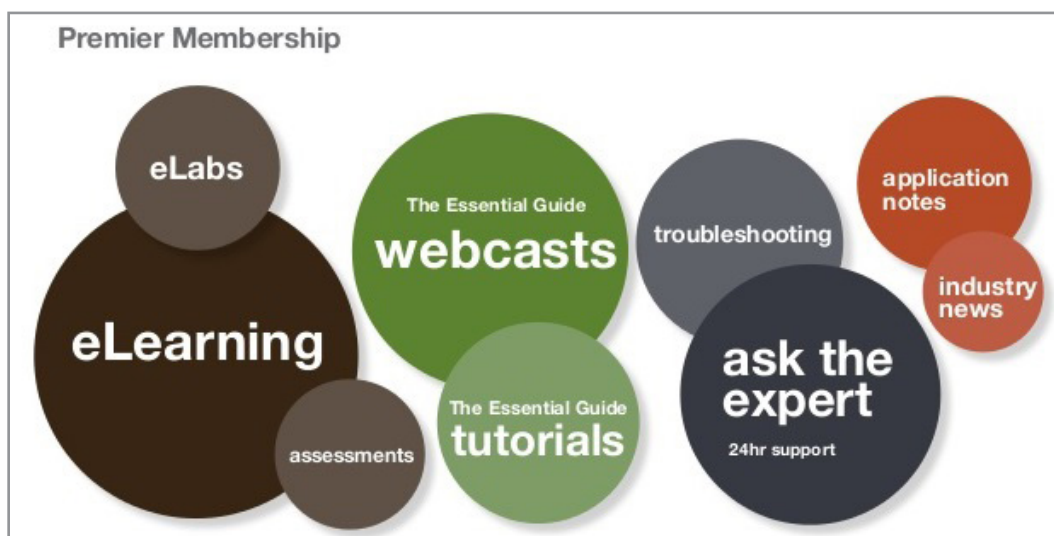 Premier Membership
eLabs
eLearning
assessments
The Essential Guide
webcasts
The Essential Guide
tutorials
troubleshooting
ask the
expert
24hr support
application
notes
industry
news